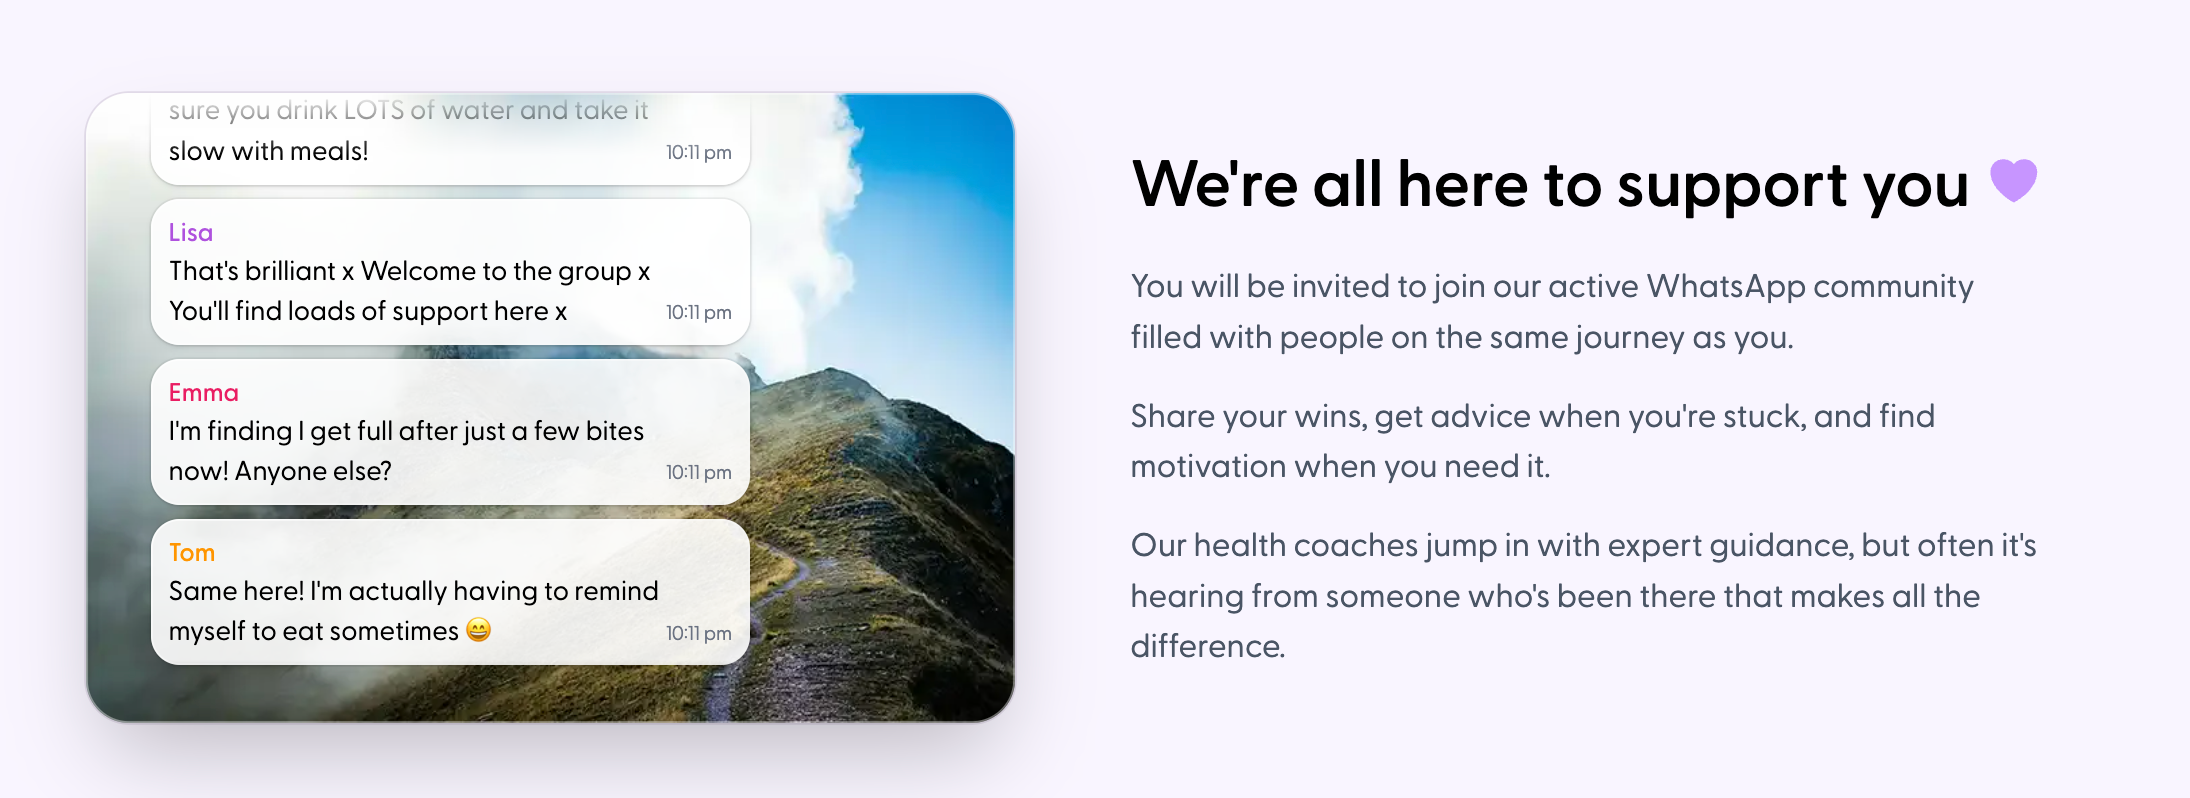 sure you drink LOTS of water and take it
slow with meals!
10:11 pm
Lisa
That's brilliant x Welcome to the group x
You'll find loads of support here x
10:11 pm
Emma
I'm finding I get full after just a few bites
now! Anyone else?
10:11 pm
Tom
Same here! I'm actually having to remind
myself to eat sometimes 😄
10:11 pm
We're all here to support you 💜
You will be invited to join our active WhatsApp community
filled with people on the same journey as you.
Share your wins, get advice when you're stuck, and find
motivation when you need it.
Our health coaches jump in with expert guidance, but often it's
hearing from someone who's been there that makes all the
difference.